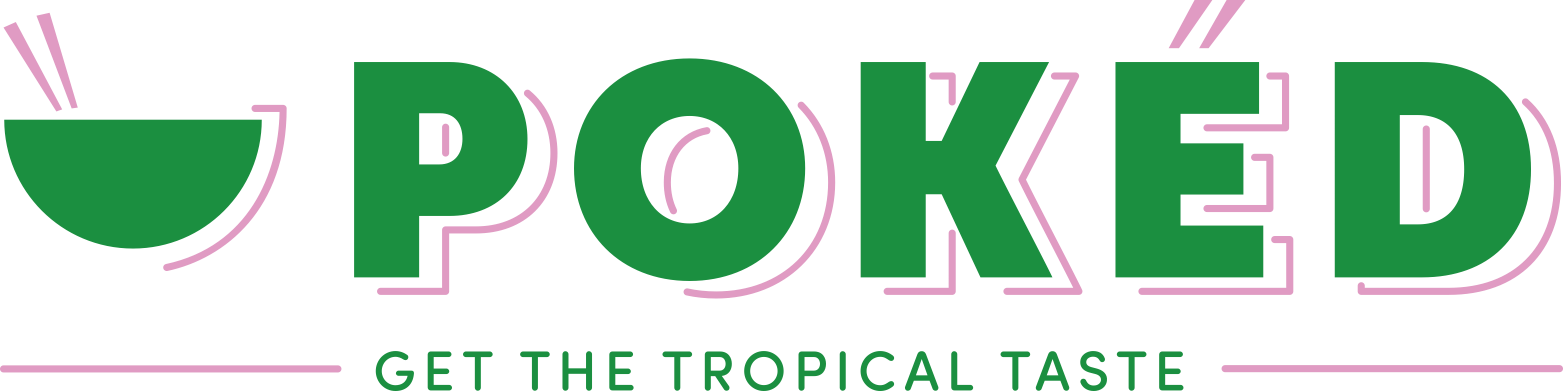 POKÉD
GET THE TROPICAL TASTE